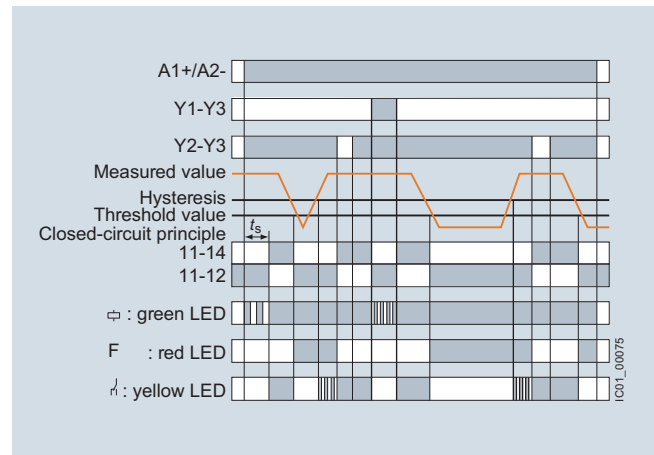 A1+/A2-
Y1-Y3
Y2-Y3
Measured value
Hysteresis
Threshold value
Closed-circuit principle
ts
11-14
11-12
: green LED
F : red LED
: yellow LED
IC01_00075